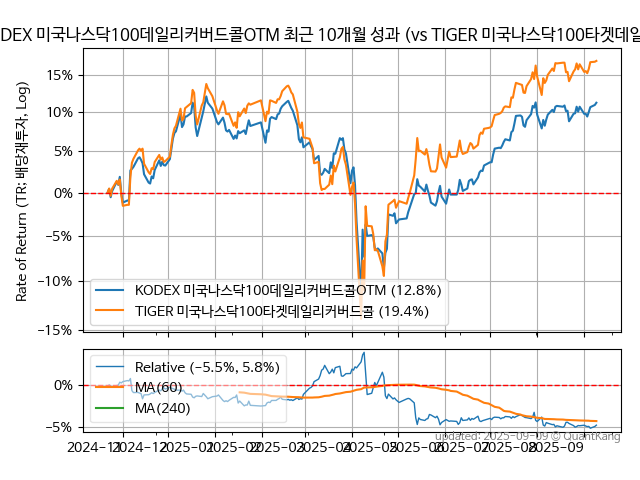 DEX 미국나스닥100데일리커버드콜OTM 최근 10개월 성과 (vs TIGER 미국나스닥100타겟데일
Rate of Return (TR: 배당재투자, Log)
15%
10%
5%
0%
−5%
−10%
−15%
KODEX 미국나스닥100데일리커버드콜OTM (12.8%)
TIGER 미국나스닥100타겟데일리커버드콜 (19.4%)
0%
−5%
Relative (−5.5%, 5.8%)
MA(60)
MA(240)
2024-11 2024-12 2025-01 2025-02 2025-03 2025-04 2025-05 2025-06 2025-07 2025-08 2025-09
updated: 2025-09-09 © QuantKang